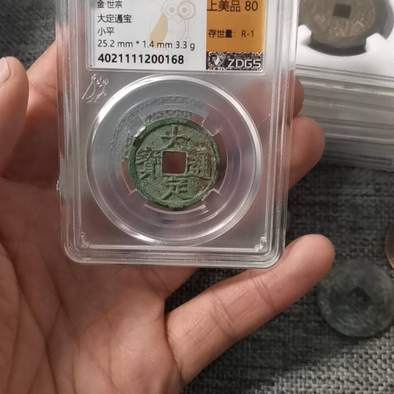 金 世宗
大定通宝
小平
25.2 mm * 1.4 mm 3.3 g
4021111200168
上美品 80
存世量: R-1
ZDGS
大定通寳